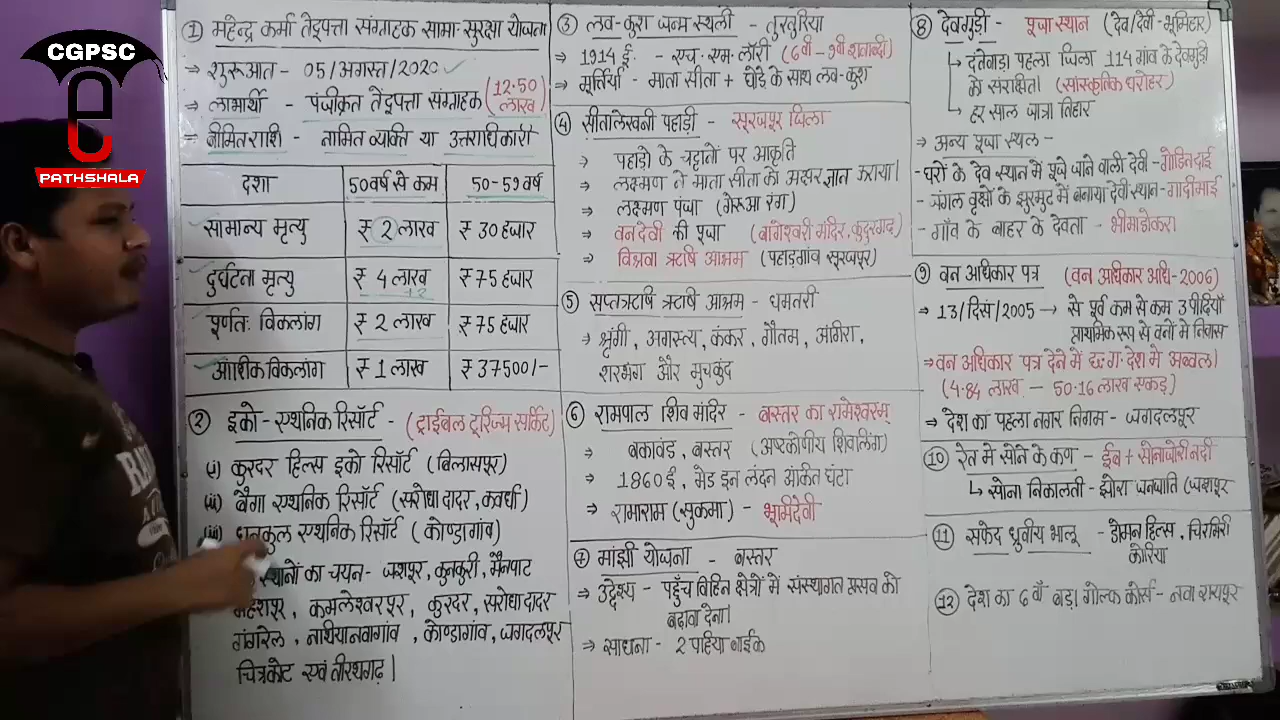 CGPSC
e
PATHSHALA
① महेन्द्र कर्मा तेंदूपत्ता संग्राहक सामा. सुरक्षा योजना
⇒ शुरूआत - 05/अगस्त/2020
⇒ लाभार्थी - पंजीकृत तेंदूपत्ता संग्राहक (12.50 लाख)
⇒ बीमित राशि - नामित व्यक्ति या उत्तराधिकारी
दशा 50 वर्ष से कम 50-59 वर्ष
सामान्य मृत्यु ₹ 2 लाख ₹ 30 हजार
दुर्घटना मृत्यु ₹ 4 लाख ₹ 75 हजार
पूर्णतः विकलांग ₹ 2 लाख ₹ 75 हजार
आंशिक विकलांग ₹ 1 लाख ₹ 37500/-
② इको - एथनिक रिसॉर्ट - (ट्राईबल टूरिज्म सर्किट)
(i) कुरदर हिल्स इको रिसॉर्ट (बिलासपुर)
(ii) बैगा एथनिक रिसॉर्ट (सरोधा दादर, कवर्धा)
(iii) धनकुल एथनिक रिसॉर्ट (कोण्डागांव)
स्थानों का चयन - जशपुर, कुनकुरी, मैनपाट
महेशपुर, कमलेश्वरपुर, कुरदर, सरोधा दादर
गंगरेल, नथियानवागांव, कोण्डागांव, जगदलपुर
चित्रकोट एवं तीरथगढ़।
③ लव-कुश जन्म स्थली - तुरतुरिया
⇒ 1914 ई. - एच. एम. लॉरी (6वी - 9वी शताब्दी)
⇒ मूर्तियां - माता सीता + घोड़े के साथ लव-कुश
④ सीतालेखनी पहाड़ी - सूरजपुर जिला
⇒ पहाड़ी के चट्टानों पर आकृति
⇒ लक्ष्मण ने माता सीता को अक्षर ज्ञान कराया।
⇒ लक्ष्मण पंजा (गेरूआ रंग)
⇒ वनदेवी की पूजा (बागेश्वरी मंदिर, कुदरगढ़)
⇒ विश्रवा ऋषि आश्रम (पहाड़गांव सूरजपुर)
⑤ सप्तऋषि ऋषि आश्रम - धमतरी
⇒ श्रृंगी, अगस्त्य, कंकर, गौतम, अंगिरा,
शरभंग और मुचकुंद
⑥ रामपाल शिव मंदिर - बस्तर का रामेश्वरम्
⇒ बकावंड, बस्तर (अष्टकोणीय शिवलिंग)
⇒ 1860 ई, मेड इन लंदन अंकित घंटा
⇒ रामाराम (सुकमा) - भूमिदेवी
⑦ मांझी योजना - बस्तर
⇒ उद्देश्य - पहुँच विहिन क्षेत्रों में संस्थागत प्रसव को
बढ़ावा देना।
⇒ साधना - 2 पहिया बाईक
⑧ देवगुड़ी - पूजा स्थान (देव/देवी - भूमिहार)
↳ दंतेवाड़ा पहला जिला 114 गांव के देवगुड़ी
को संरक्षित। (सांस्कृतिक धरोहर)
↳ हर साल जात्रा तिहार
⇒ अन्य पूजा स्थल -
- घरों के देव स्थान में पूजे जाने वाली देवी -
- जंगल वृक्षों के झुरमुट में बनाया देवी स्थान - गादीमाई
- गाँव के बाहर के देवता - भीमाडोकरा
⑨ वन अधिकार पत्र (वन अधिकार अधि - 2006)
⇒ 13/दिसं/2005 → से पूर्व कम से कम 3 पीढ़ियों
प्राथमिक रूप से वनों में निवास
⇒ वन अधिकार पत्र देने में छ.ग. देश मे अव्वल।
(4.84 लाख - 50.16 लाख एकड़)
⇒ देश का पहला नगर निगम - जगदलपुर
⑩ रेत में सोने के कण - ईब + सोनाजोरी नदी
↳ सोना निकालती - झोरा जनजाति (जशपुर
⑪ सफेद ध्रुवीय भालू - डोमन हिल्स, चिरमिरी
कोरिया
⑫ देश का 6 वॉ बड़ा गोल्फ कोर्स - नवा रायपुर